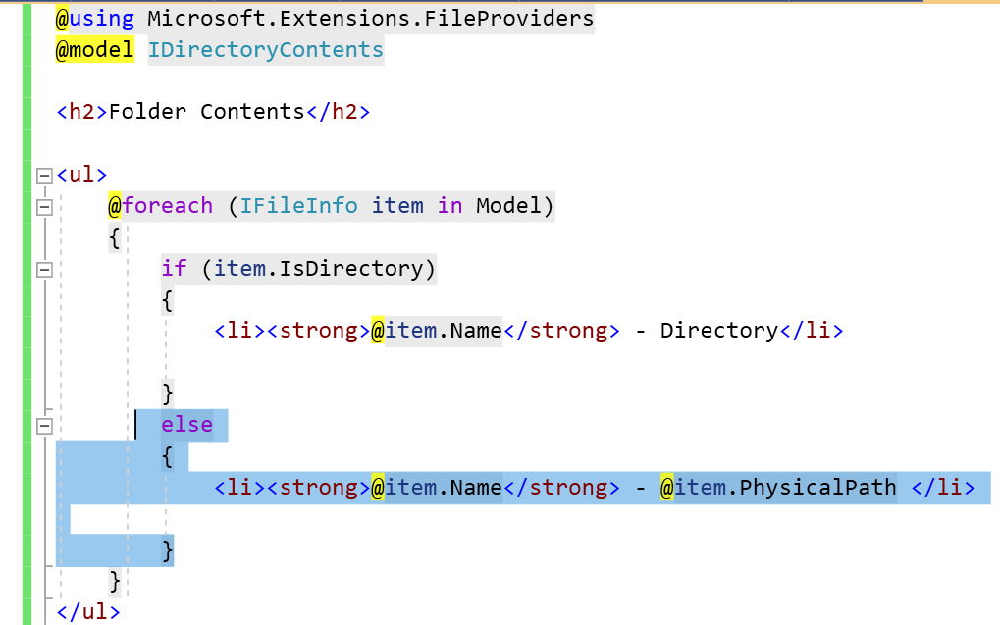 @using Microsoft.Extensions.FileProviders
@model IDirectoryContents
<h2>Folder Contents</h2>
<ul>
@foreach (IFileInfo item in Model)
{
if (item.IsDirectory)
{
<li><strong>@item.Name</strong> - Directory</li>
}
else
{
<li><strong>@item.Name</strong> - @item.PhysicalPath </li>
}
}
</ul>